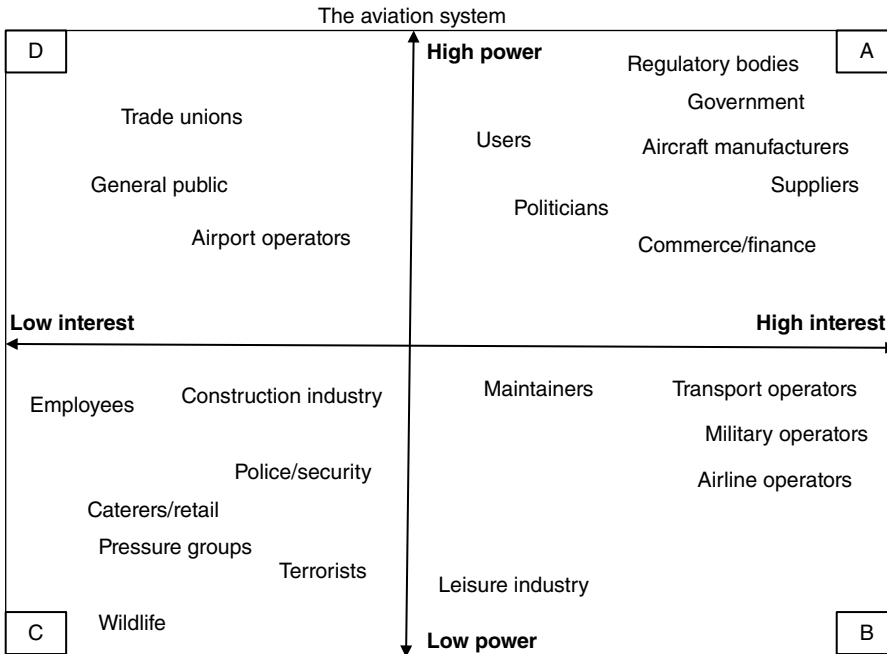 The aviation system
D
High power
A
Regulatory bodies
Government
Trade unions
Users
Aircraft manufacturers
General public
Suppliers
Politicians
Airport operators
Commerce/finance
Low interest
High interest
Employees
Construction industry
Maintainers
Transport operators
Military operators
Police/security
Airline operators
Caterers/retail
Pressure groups
Terrorists
Leisure industry
Wildlife
C
Low power
B